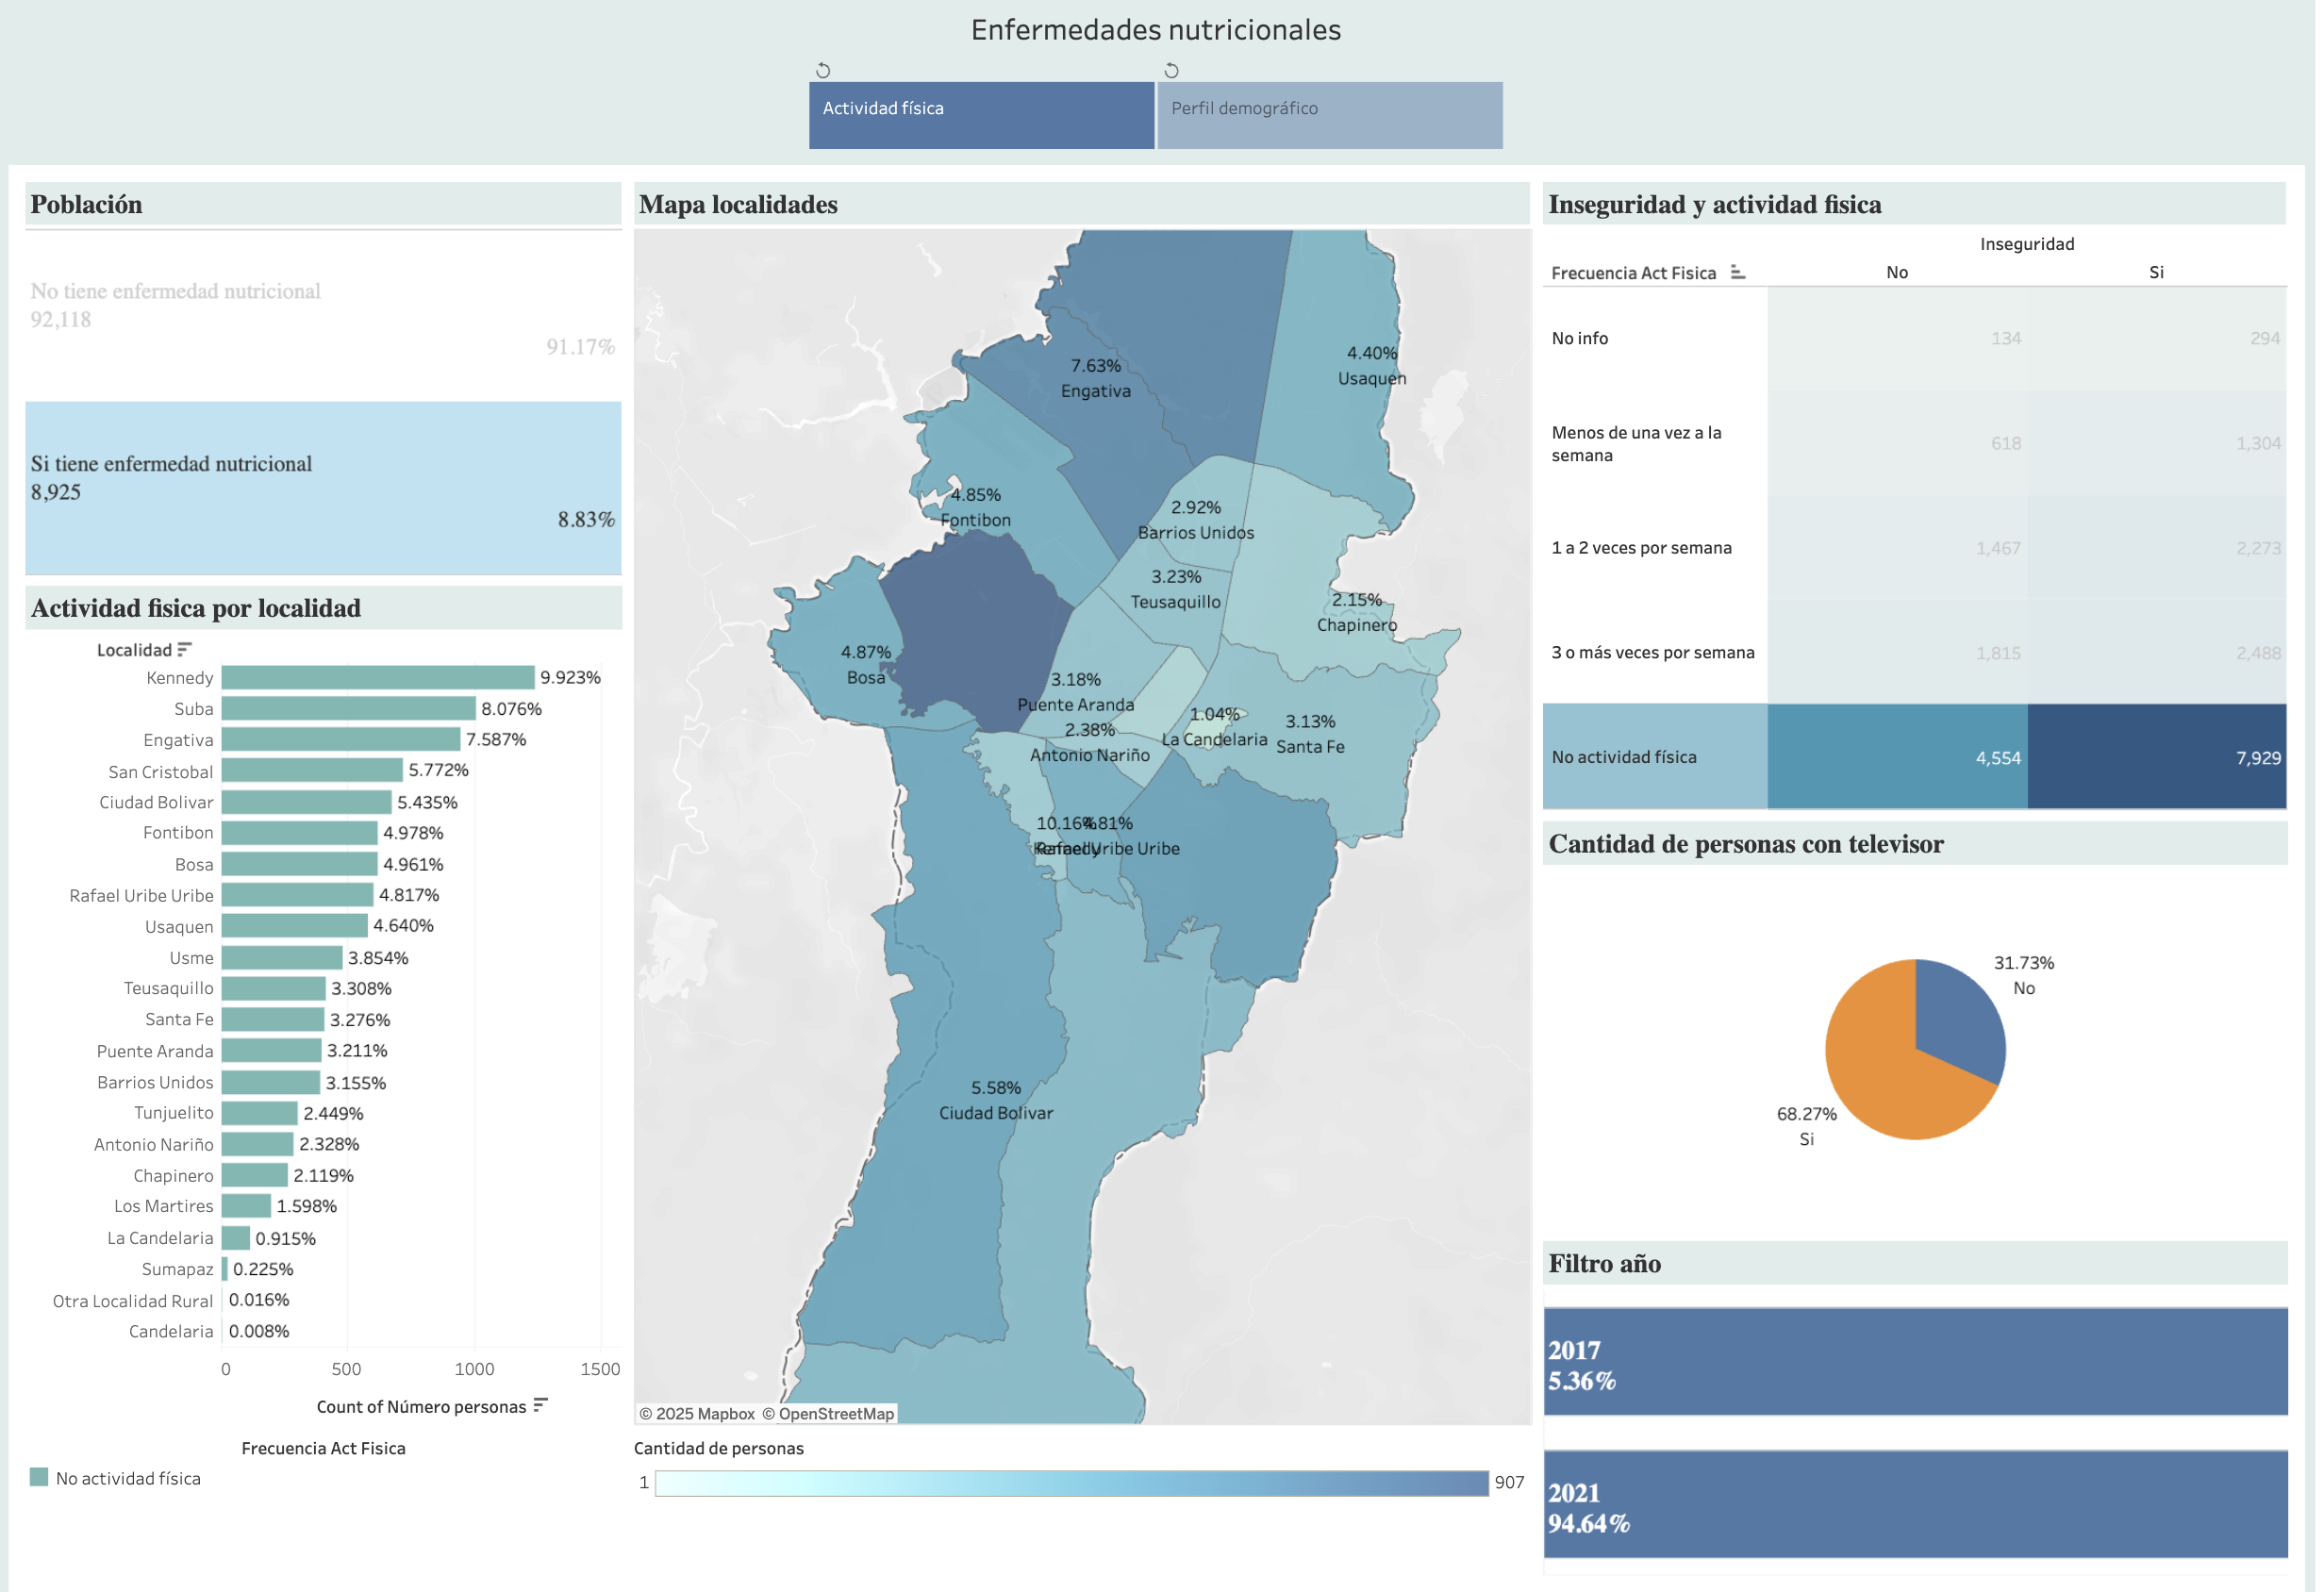 Enfermedades nutricionales
Actividad física
Perfil demográfico
Población
No tiene enfermedad nutricional
92,118
91.17%
Si tiene enfermedad nutricional
8,925
8.83%
Actividad fisica por localidad
Localidad
Kennedy 9.923%
Suba 8.076%
Engativa 7.587%
San Cristobal 5.772%
Ciudad Bolivar 5.435%
Fontibon 4.978%
Bosa 4.961%
Rafael Uribe Uribe 4.817%
Usaquen 4.640%
Usme 3.854%
Teusaquillo 3.308%
Santa Fe 3.276%
Puente Aranda 3.211%
Barrios Unidos 3.155%
Tunjuelito 2.449%
Antonio Nariño 2.328%
Chapinero 2.119%
Los Martires 1.598%
La Candelaria 0.915%
Sumapaz 0.225%
Otra Localidad Rural 0.016%
Candelaria 0.008%
0 500 1000 1500
Count of Número personas
Frecuencia Act Fisica
No actividad física
Mapa localidades
7.63%
Engativa
4.40%
Usaquen
4.85%
Fontibon
2.92%
Barrios Unidos
3.23%
Teusaquillo
2.15%
Chapinero
4.87%
Bosa
3.18%
Puente Aranda
2.38%
Antonio Nariño
1.04%
La Candelaria
3.13%
Santa Fe
10.16%
Kennedy
4.81%
Rafael Uribe Uribe
5.58%
Ciudad Bolivar
© 2025 Mapbox © OpenStreetMap
Cantidad de personas
1 907
Inseguridad y actividad fisica
Inseguridad
Frecuencia Act Fisica No Si
No info 134 294
Menos de una vez a la
semana 618 1,304
1 a 2 veces por semana 1,467 2,273
3 o más veces por semana 1,815 2,488
No actividad física 4,554 7,929
Cantidad de personas con televisor
31.73%
No
68.27%
Si
Filtro año
2017
5.36%
2021
94.64%